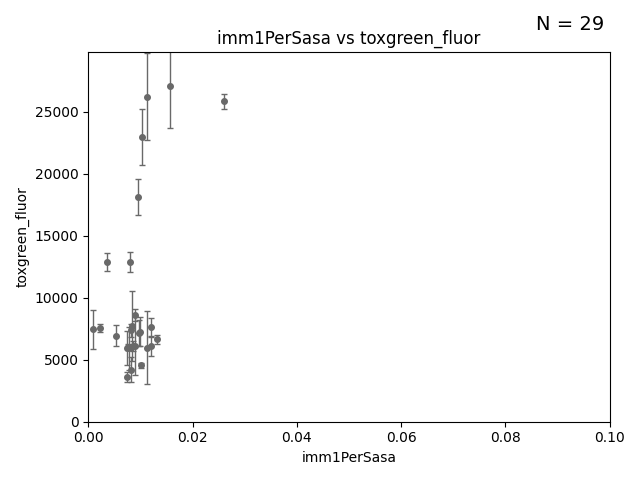 N = 29
imm1PerSasa vs toxgreen_fluor
25000
20000
15000
10000
5000
0
toxgreen_fluor
0.00 0.02 0.04 0.06 0.08 0.10
imm1PerSasa